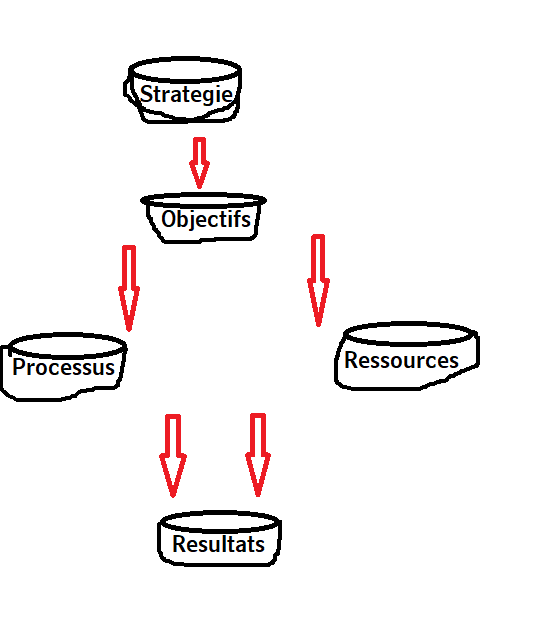 Strategie
Objectifs
Processus
Ressources
Resultats